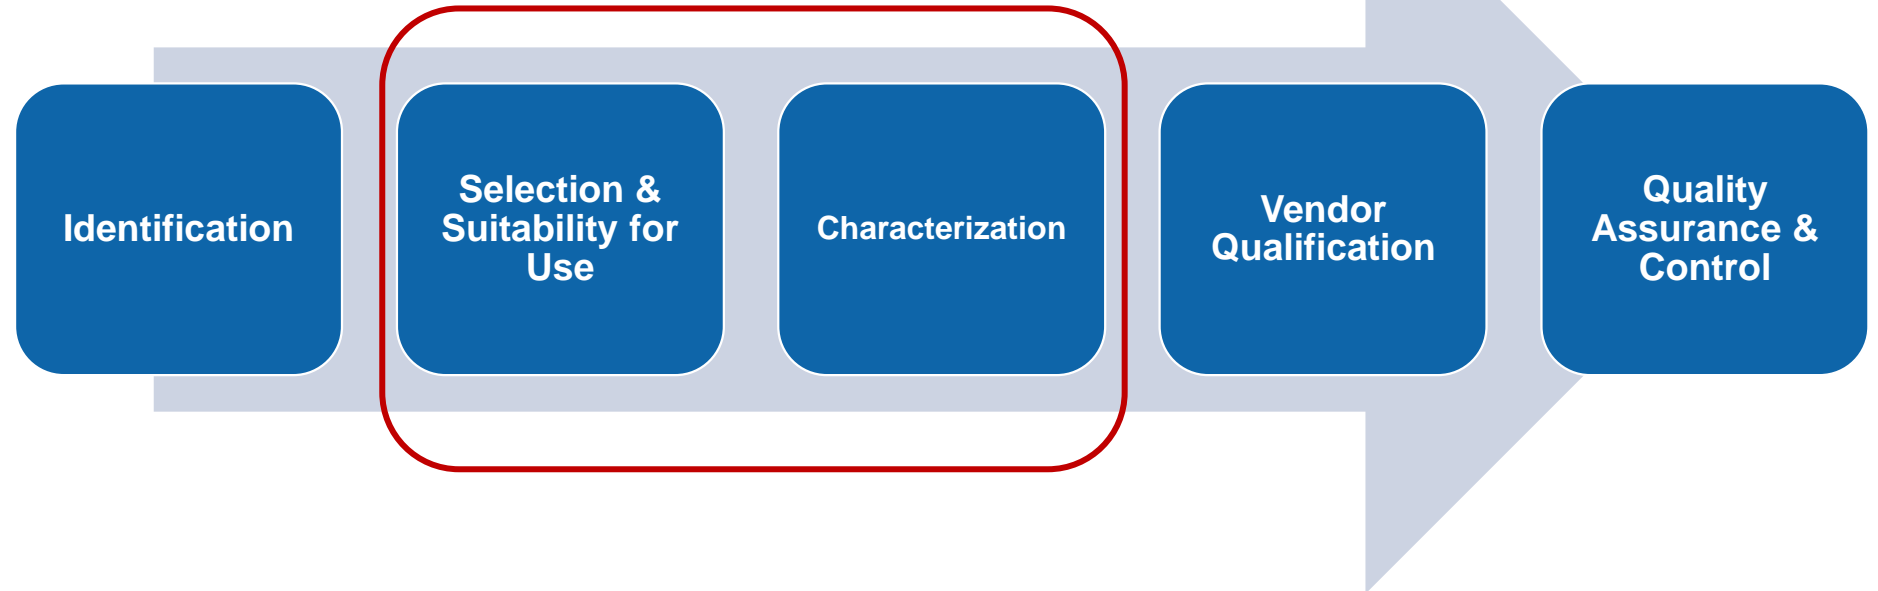 Identification
Selection &
Suitability for
Use
Characterization
Vendor
Qualification
Quality
Assurance &
Control